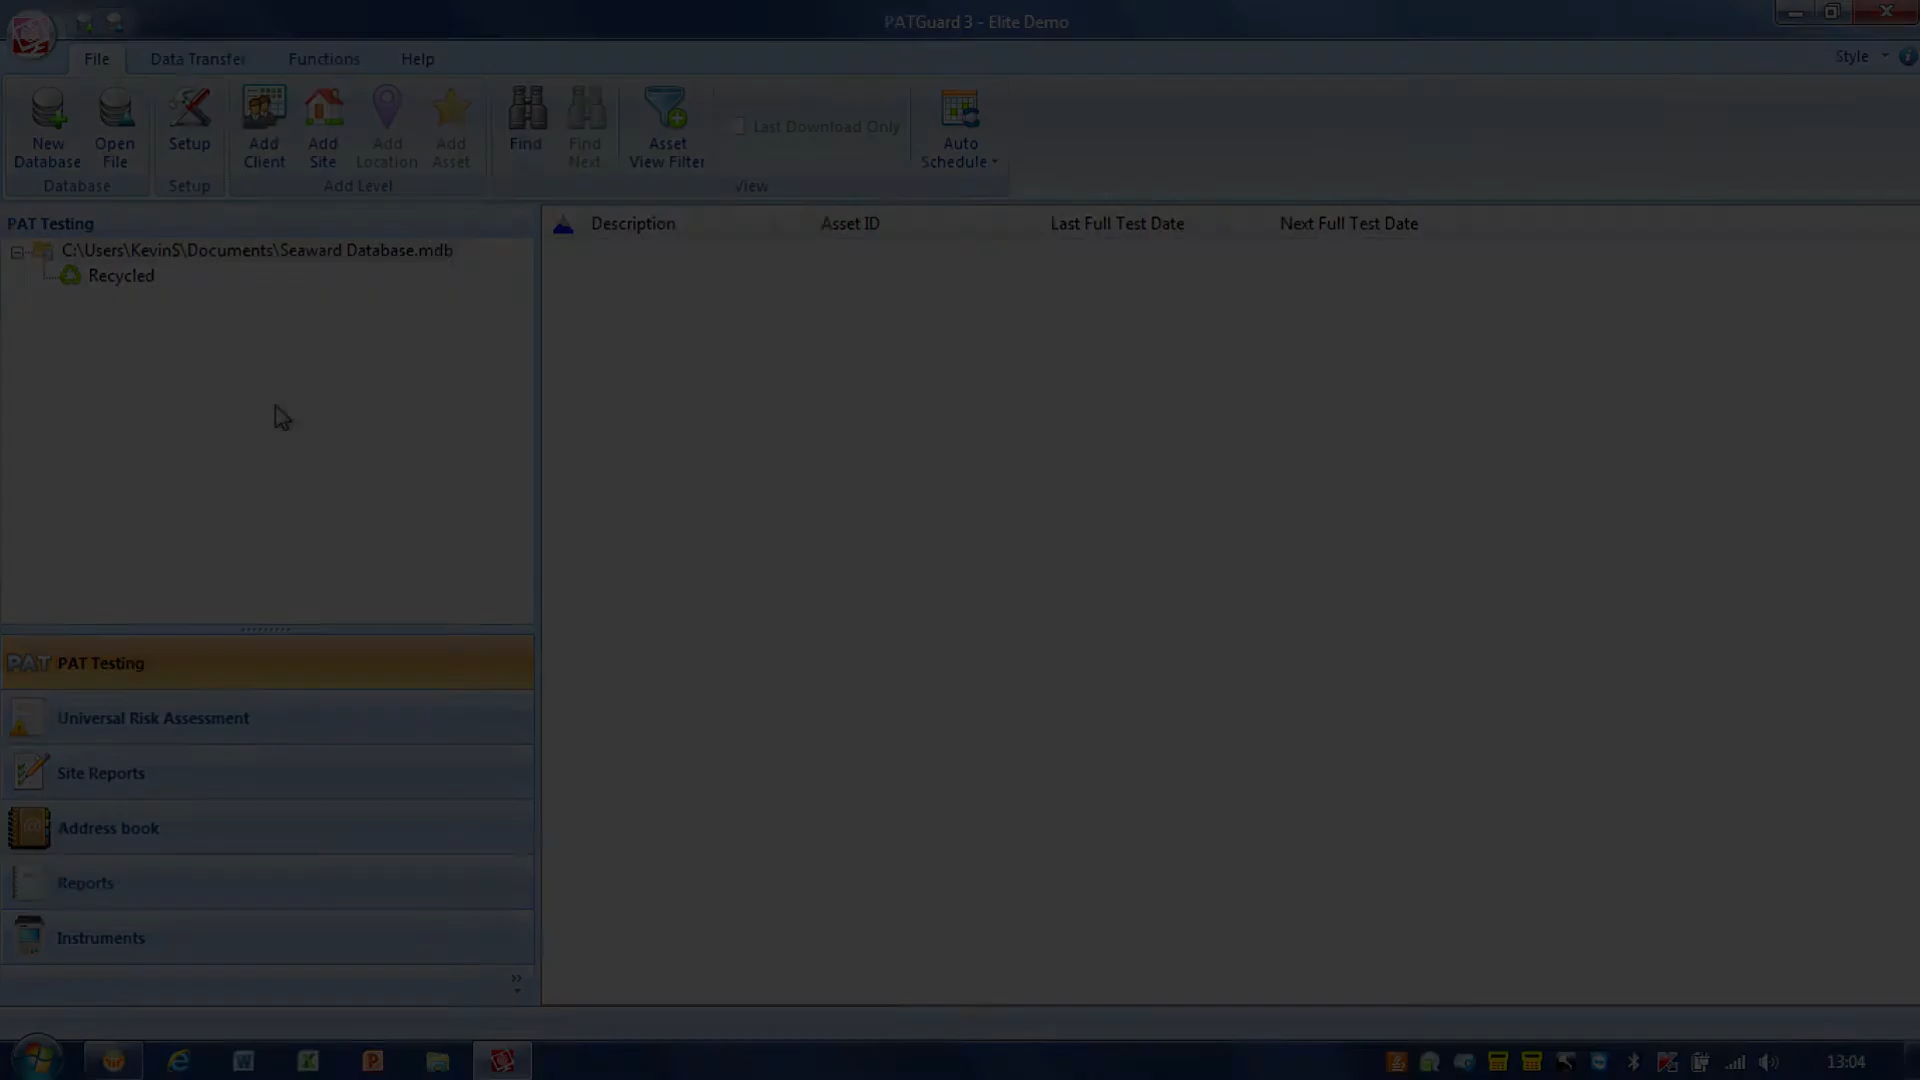 PATGuard 3 - Elite Demo
File Data Transfer Functions Help Style
New Database
Open File
Setup
Add Client
Add Site
Add Location
Add Asset
Find
Find Next
Asset View Filter
Last Download Only
Auto Schedule
Database Setup Add Level View
PAT Testing
Description Asset ID Last Full Test Date Next Full Test Date
C:\Users\KevinS\Documents\Seaward Database.mdb
Recycled
PAT PAT Testing
Universal Risk Assessment
Site Reports
Address book
Reports
Instruments
13:04